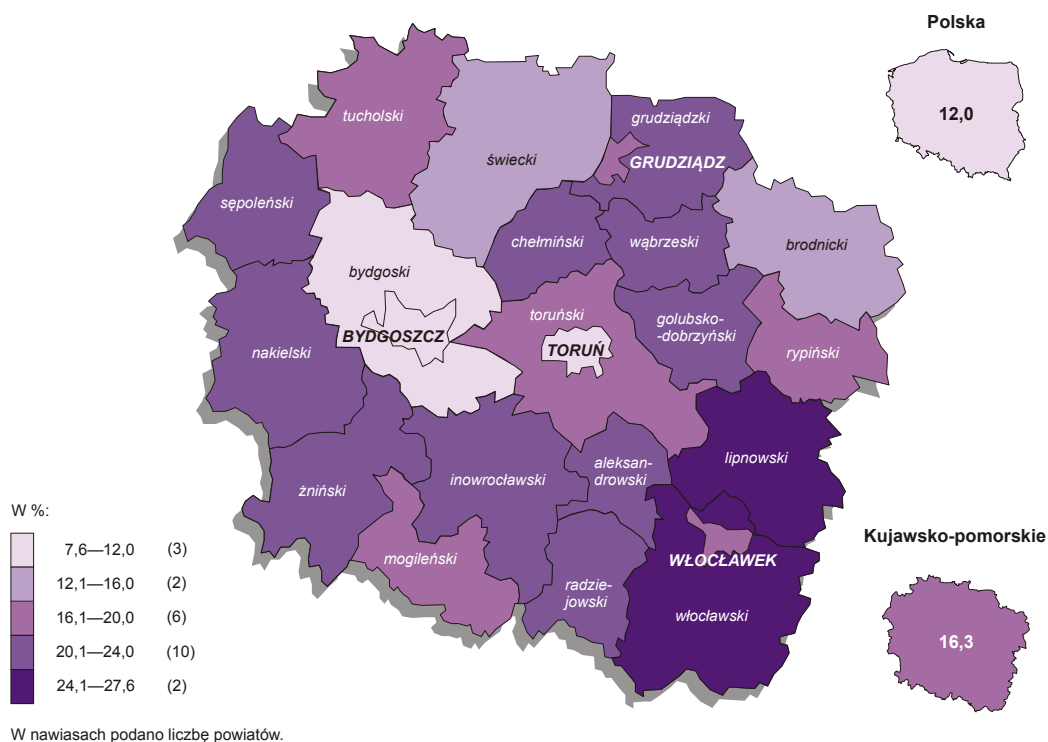 Polska
12,0
tucholski
grudziądzki
GRUDZIĄDZ
świecki
sępoleński
chełmiński
wąbrzeski
brodnicki
bydgoski
toruński
golubsko-
-dobrzyński
BYDGOSZCZ
TORUŃ
nakielski
rypiński
lipnowski
aleksan-
drowski
inowrocławski
żniński
mogileński
WŁOCŁAWEK
radzie-
jowski
włocławski
Kujawsko-pomorskie
16,3
W %:
7,6—12,0 (3)
12,1—16,0 (2)
16,1—20,0 (6)
20,1—24,0 (10)
24,1—27,6 (2)
W nawiasach podano liczbę powiatów.